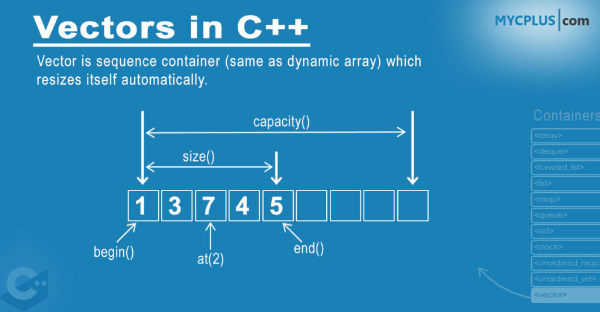 Vectors in C++
MYCPLUS|com
Vector is sequence container (same as dynamic array) which
resizes itself automatically.
capacity()
size()
1 3 7 4 5
begin()
at(2)
end()
Containers
<array>
<deque>
<forward_list>
<list>
<map>
<queue>
<set>
<stack>
<unordered_map>
<unordered_set>
<vector>
C++